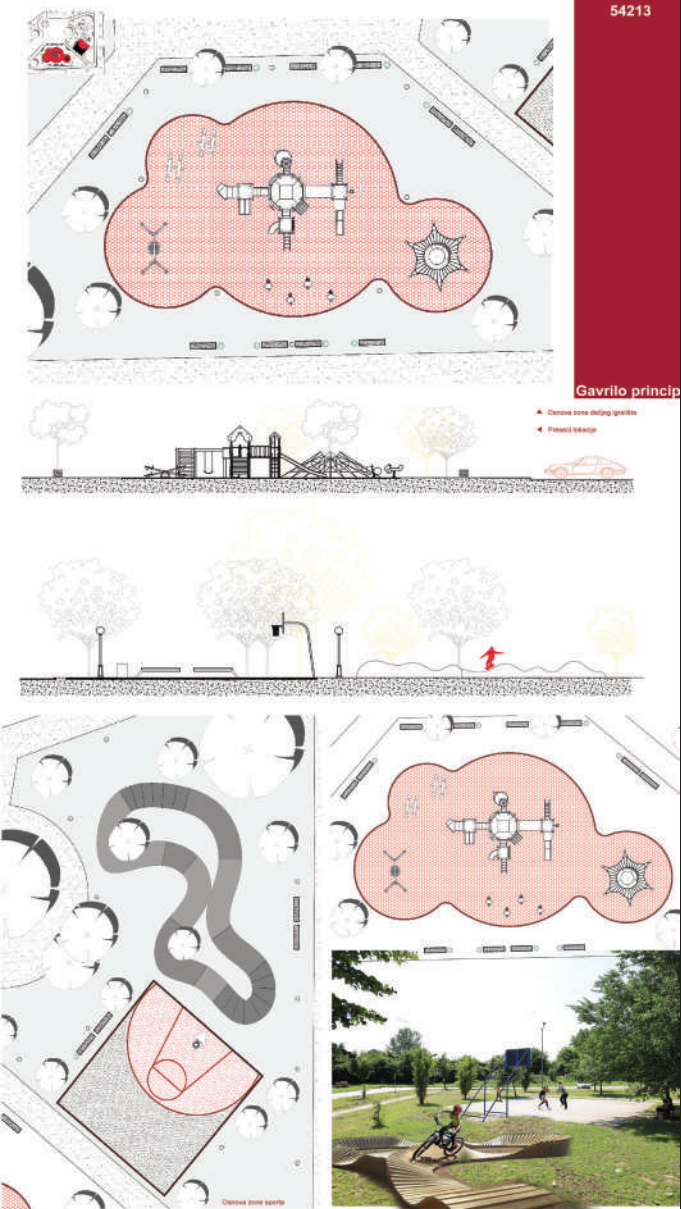 54213
Gavrilo princip
Osnova zone dečjeg igrališta
Preseci lokacije
Osnova zone sporta